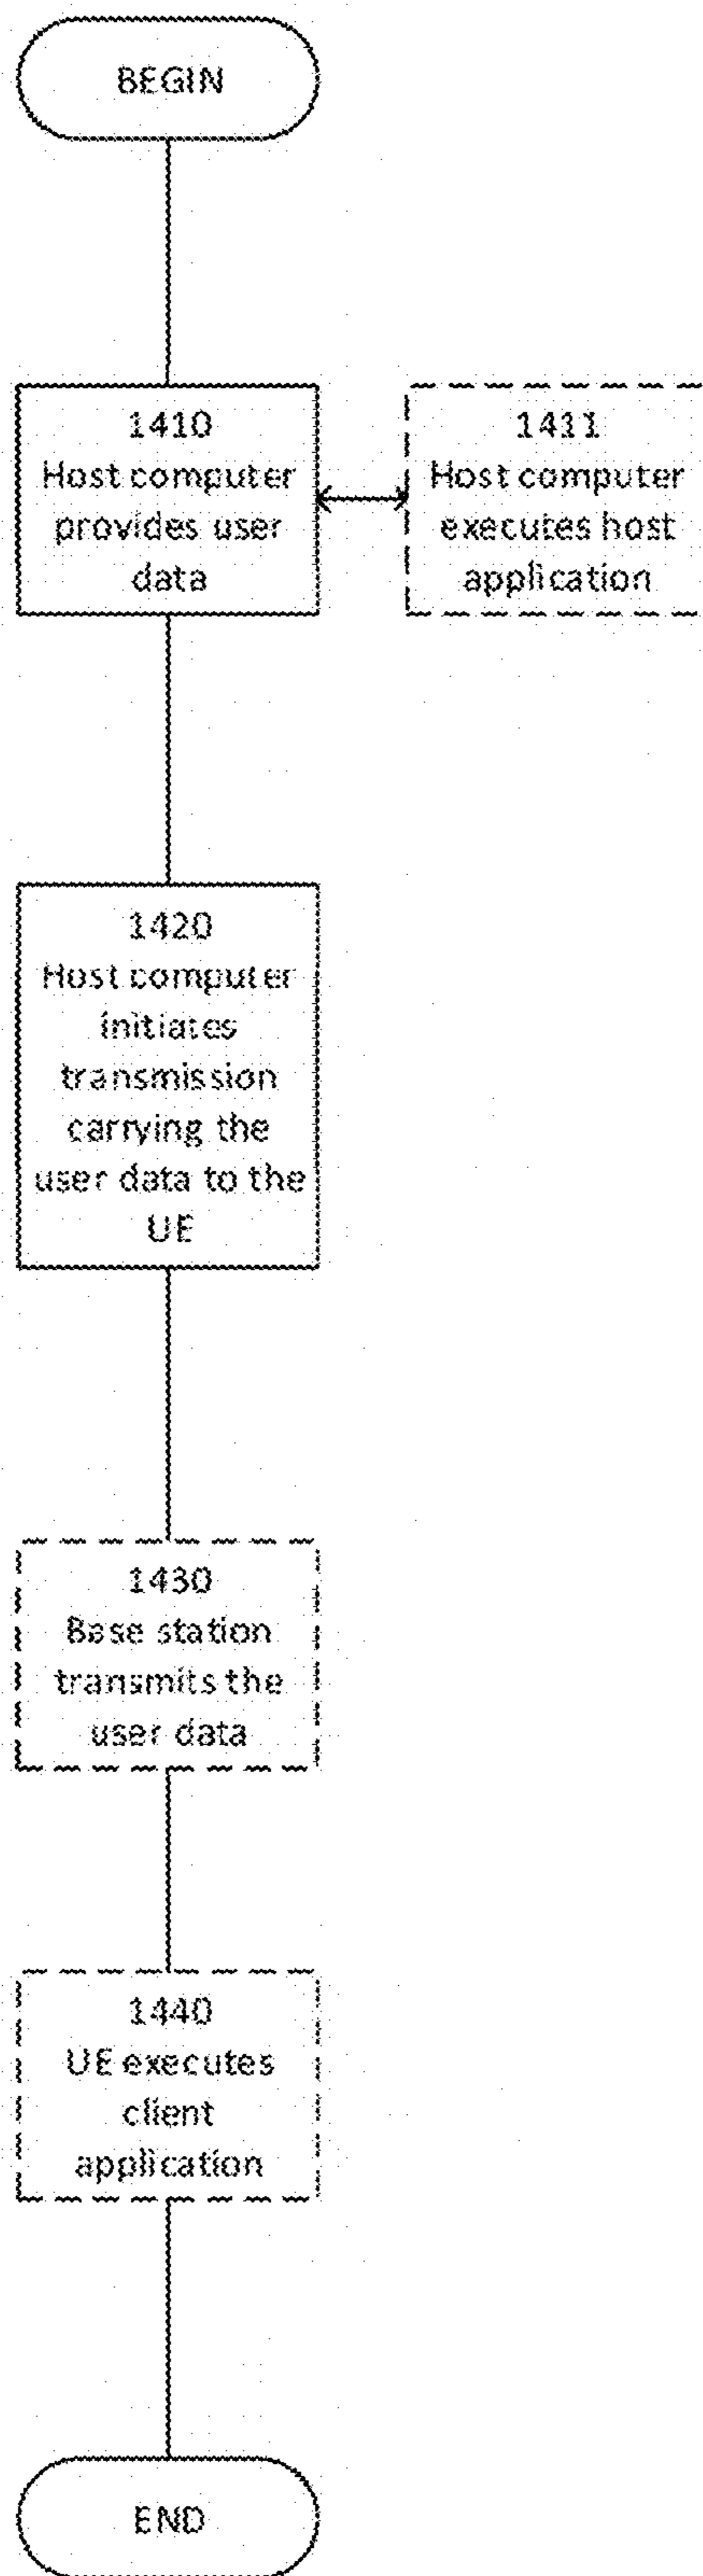 BEGIN
1410
Host computer
provides user
data
1411
Host computer
executes host
application
1420
Host computer
initiates
transmission
carrying the
user data to the
UE
1430
Base station
transmits the
user data
1440
UE executes
client
application
END